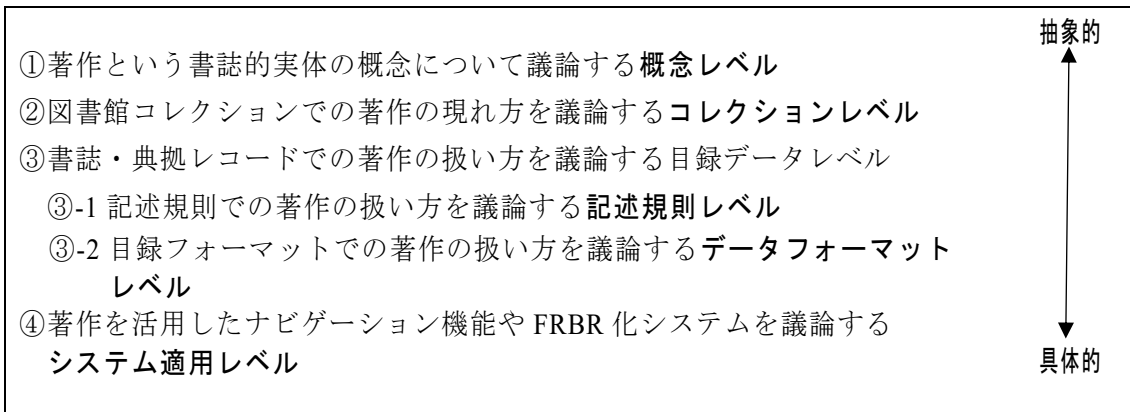 抽象的
①著作という書誌的実体の概念について議論する概念レベル
②図書館コレクションでの著作の現れ方を議論するコレクションレベル
③書誌・典拠レコードでの著作の扱い方を議論する目録データレベル
③-1 記述規則での著作の扱い方を議論する記述規則レベル
③-2 目録フォーマットでの著作の扱い方を議論するデータフォーマット
レベル
④著作を活用したナビゲーション機能や FRBR 化システムを議論する
システム適用レベル
具体的